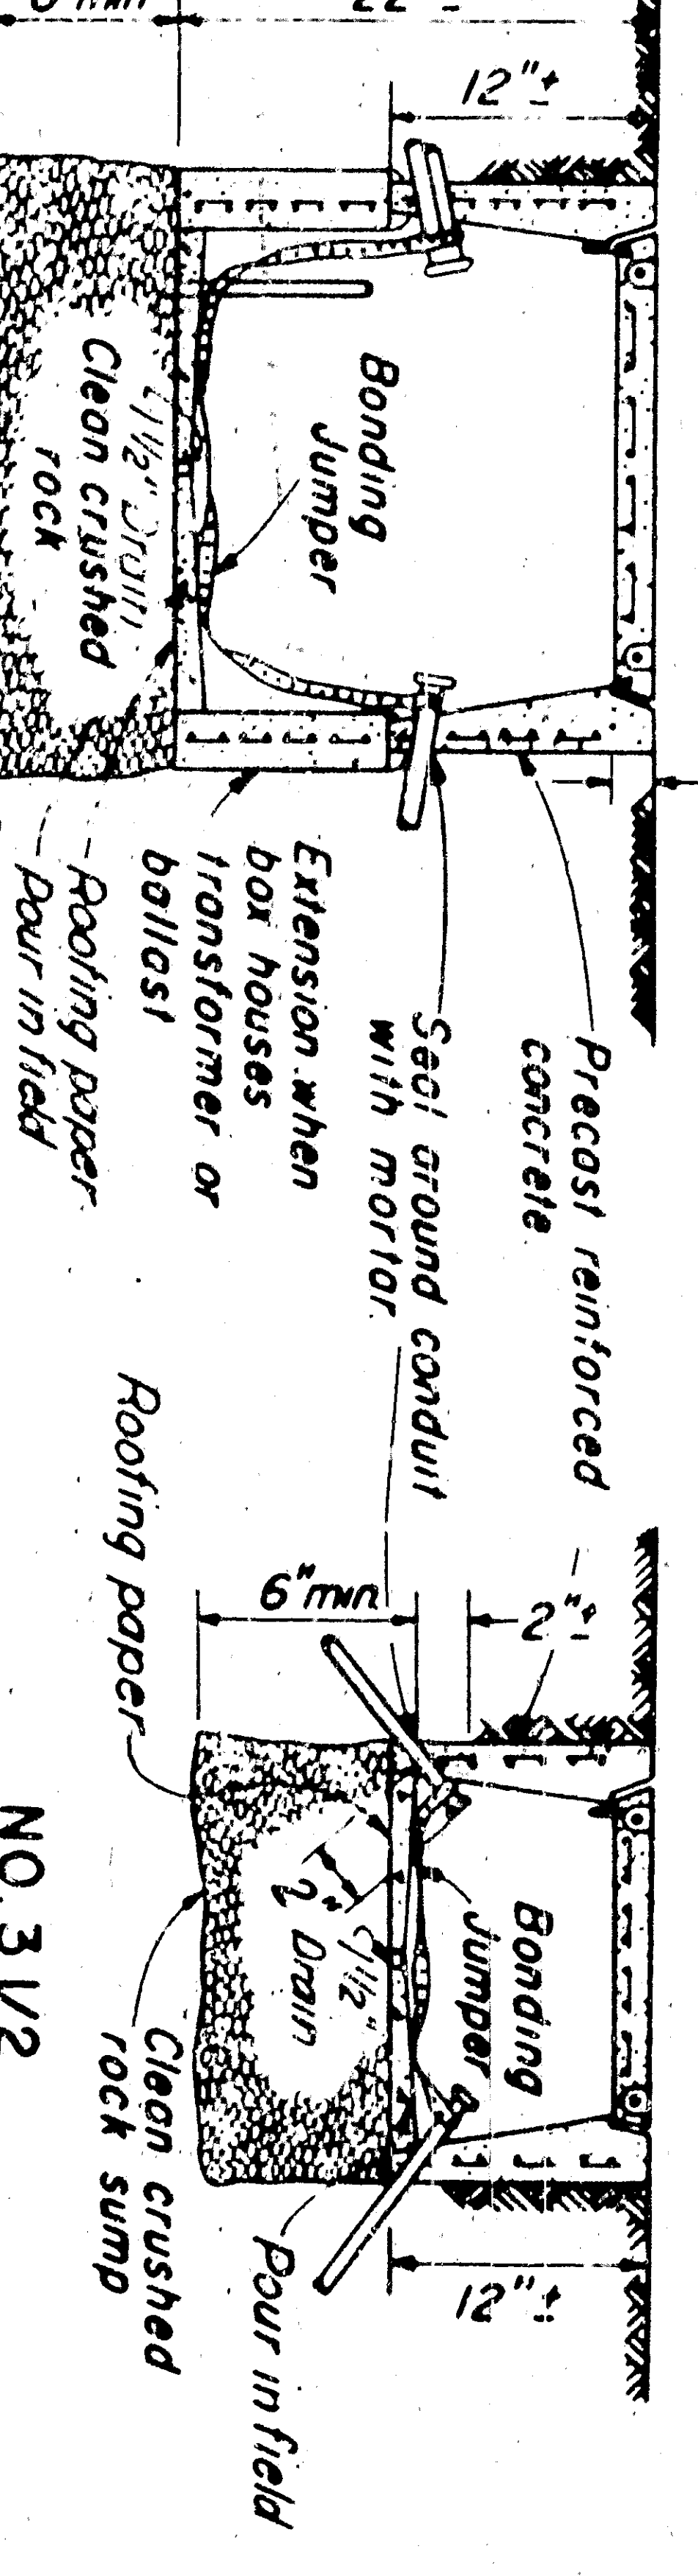 22"±
12"±
Bonding
Jumper
1½" Drain
Clean crushed
rock
Precast reinforced
concrete
Seal around conduit
with mortar
Extension when
box houses
transformer or
ballast
Roofing paper
Pour in field
6" min
2"±
Bonding
Jumper
1½"
2" Drain
12"±
Roofing paper
Clean crushed
rock sump
Pour in field
NO. 3 1/2